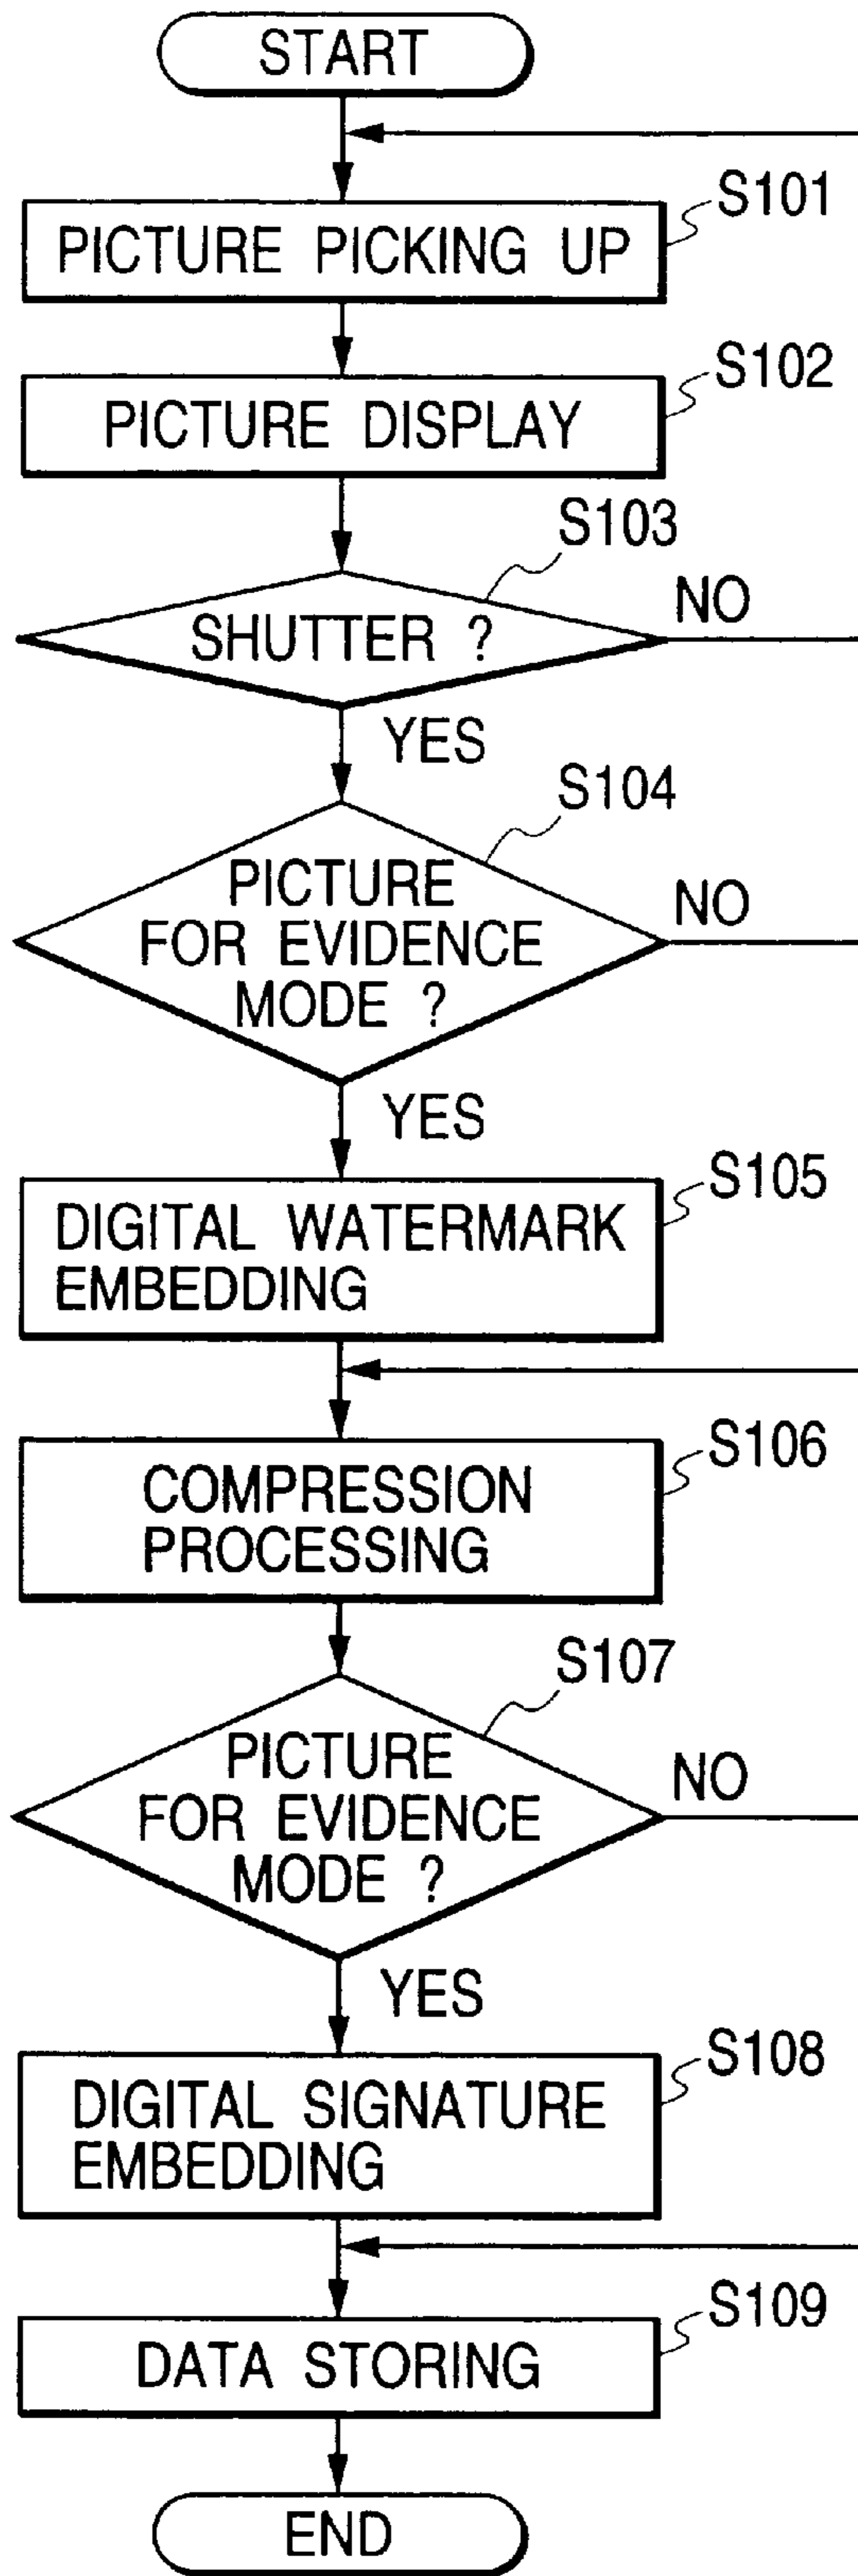 START
S101
PICTURE PICKING UP
S102
PICTURE DISPLAY
S103
SHUTTER ?
NO
YES
S104
PICTURE
FOR EVIDENCE
MODE ?
NO
YES
S105
DIGITAL WATERMARK
EMBEDDING
S106
COMPRESSION
PROCESSING
S107
PICTURE
FOR EVIDENCE
MODE ?
NO
YES
S108
DIGITAL SIGNATURE
EMBEDDING
S109
DATA STORING
END